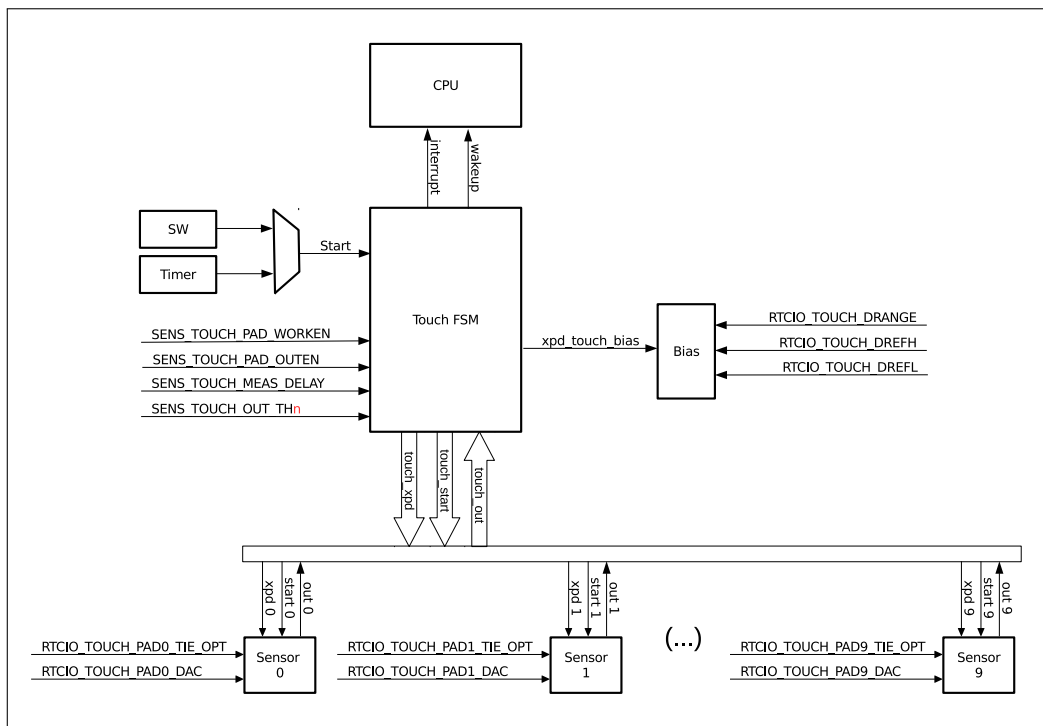 CPU
interrupt
wakeup
SW
Timer
Start
Touch FSM
SENS_TOUCH_PAD_WORKEN
SENS_TOUCH_PAD_OUTEN
SENS_TOUCH_MEAS_DELAY
SENS_TOUCH_OUT_THn
xpd_touch_bias
Bias
RTCIO_TOUCH_DRANGE
RTCIO_TOUCH_DREFH
RTCIO_TOUCH_DREFL
touch_xpd
touch_start
touch_out
xpd 0
start 0
out 0
xpd 1
start 1
out 1
xpd 9
start 9
out 9
RTCIO_TOUCH_PAD0_TIE_OPT
RTCIO_TOUCH_PAD0_DAC
Sensor
0
RTCIO_TOUCH_PAD1_TIE_OPT
RTCIO_TOUCH_PAD1_DAC
Sensor
1
(...)
RTCIO_TOUCH_PAD9_TIE_OPT
RTCIO_TOUCH_PAD9_DAC
Sensor
9